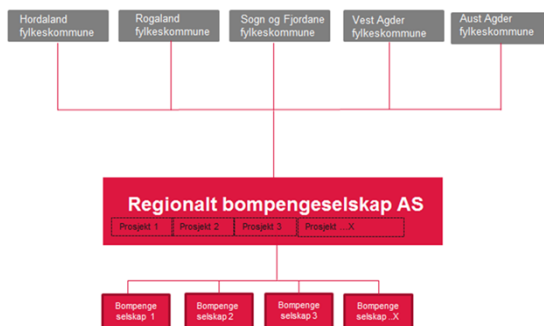 Hordaland
fylkeskommune
Rogaland
fylkeskommune
Sogn og Fjordane
fylkeskommune
Vest Agder
fylkeskommune
Aust Agder
fylkeskommune
Regionalt bompengeselskap AS
Prosjekt 1
Prosjekt 2
Prosjekt 3
Prosjekt ....X
Bompenge
selskap 1
Bompenge
selskap 2
Bompenge
selskap 3
Bompenge
selskap ..X